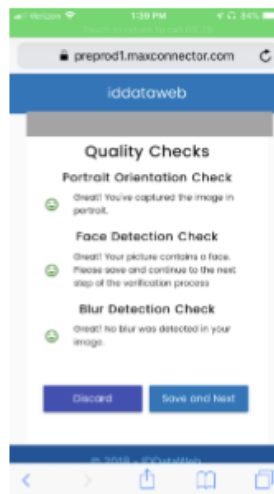 Verizon 1:39 PM 84%
preprod1.maxconnector.com
iddataweb
Quality Checks
Portrait Orientation Check
Great! You've captured the image in
portrait.
Face Detection Check
Great! Your picture contains a face.
Please save and continue to the next
step of the verification process
Blur Detection Check
Great! No blur was detected in your
image.
Discard Save and Next
© 2018 - IDDataWeb